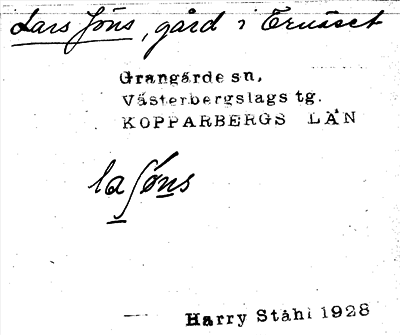 Lars Jöns, gård i Ernäset
Grangärde sn,
Västerbergslags tg.
KOPPARBERGS LÄN
la Jöns
Harry Ståhl 1928